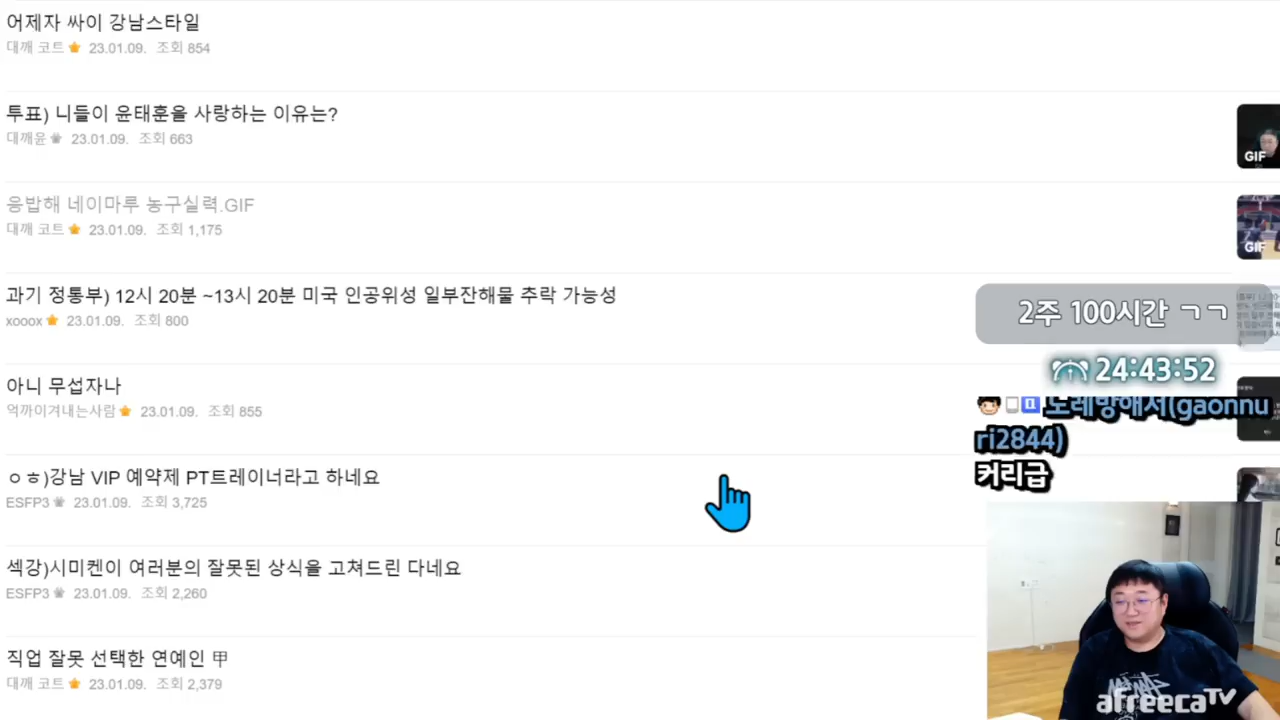 어제자 싸이 강남스타일
대깨 코트 23.01.09. 조회 854
투표) 니들이 윤태훈을 사랑하는 이유는?
대깨윤 23.01.09. 조회 663
GIF
응밥해 네이마루 농구실력.GIF
대깨 코트 23.01.09. 조회 1,175
GIF
과기 정통부) 12시 20분 ~13시 20분 미국 인공위성 일부잔해물 추락 가능성
xooox 23.01.09. 조회 800
2주 100시간 ㄱㄱ
24:43:52
아니 무섭자나
억까이겨내는사람 23.01.09. 조회 855
노래방해서(gaonnu
ri2844)
커리급
ㅇㅎ)강남 VIP 예약제 PT트레이너라고 하네요
ESFP3 23.01.09. 조회 3,725
섹강)시미켄이 여러분의 잘못된 상식을 고쳐드린 다네요
ESFP3 23.01.09. 조회 2,260
직업 잘못 선택한 연예인 甲
대깨 코트 23.01.09. 조회 2,379
afreecaTV